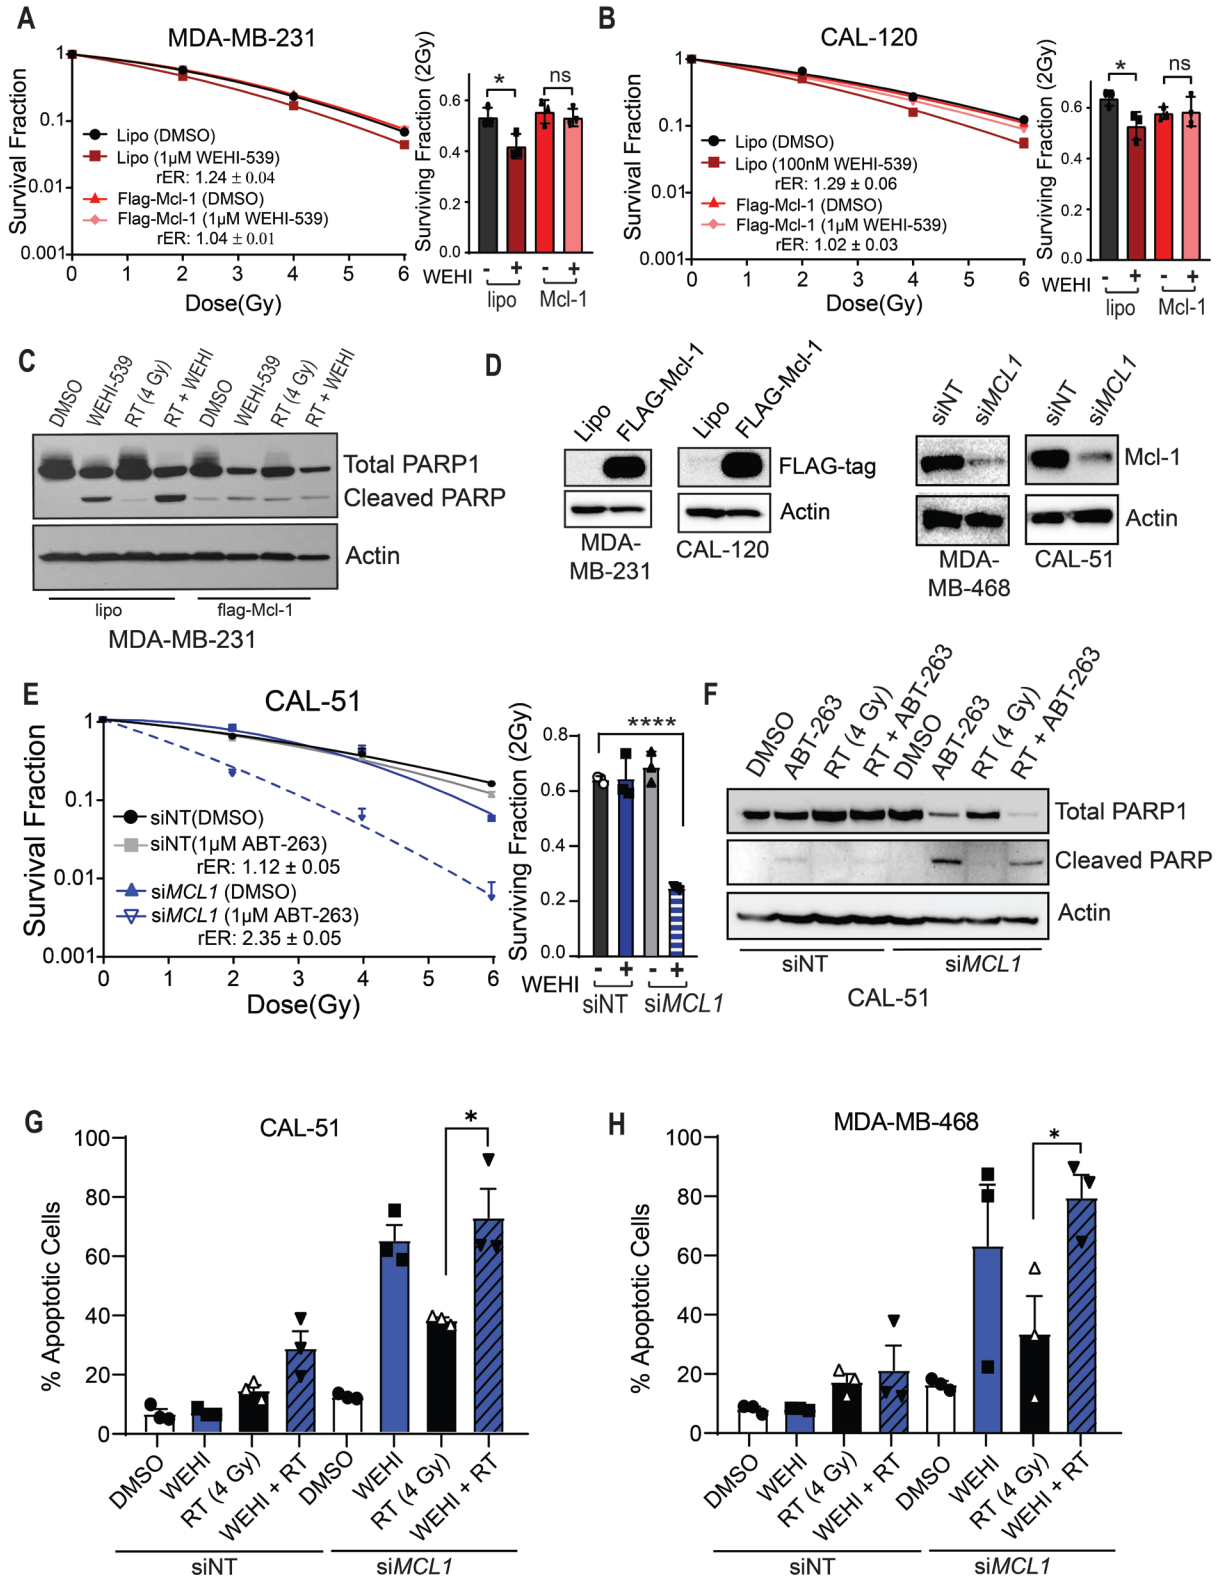 A
MDA-MB-231
Survival Fraction
1
0.1
0.01
0.001
Lipo (DMSO)
Lipo (1µM WEHI-539)
rER: 1.24 ± 0.04
Flag-Mcl-1 (DMSO)
Flag-Mcl-1 (1µM WEHI-539)
rER: 1.04 ± 0.01
0 1 2 3 4 5 6
Dose(Gy)
Surviving Fraction (2Gy)
0.6
0.4
0.2
0.0
* ns
WEHI - + - +
lipo Mcl-1
B
CAL-120
Survival Fraction
1
0.1
0.01
0.001
Lipo (DMSO)
Lipo (100nM WEHI-539)
rER: 1.29 ± 0.06
Flag-Mcl-1 (DMSO)
Flag-Mcl-1 (1µM WEHI-539)
rER: 1.02 ± 0.03
0 1 2 3 4 5 6
Dose(Gy)
Surviving Fraction (2Gy)
0.6
0.4
0.2
0.0
* ns
WEHI - + - +
lipo Mcl-1
C
DMSO WEHI-539 RT (4 Gy) RT + WEHI DMSO WEHI-539 RT (4 Gy) RT + WEHI
Total PARP1
Cleaved PARP
Actin
lipo flag-Mcl-1
MDA-MB-231
D
Lipo FLAG-Mcl-1 Lipo FLAG-Mcl-1
FLAG-tag
Actin
MDA-
MB-231
CAL-120
siNT siMCL1 siNT siMCL1
Mcl-1
Actin
MDA-
MB-468
CAL-51
E
CAL-51
Survival Fraction
1
0.1
0.01
0.001
siNT(DMSO)
siNT(1µM ABT-263)
rER: 1.12 ± 0.05
siMCL1 (DMSO)
siMCL1 (1µM ABT-263)
rER: 2.35 ± 0.05
0 1 2 3 4 5 6
Dose(Gy)
Surviving Fraction (2Gy)
0.8
0.6
0.4
0.2
0.0
****
WEHI - + - +
siNT siMCL1
F
DMSO ABT-263 RT (4 Gy) RT + ABT-263 DMSO ABT-263 RT (4 Gy) RT + ABT-263
Total PARP1
Cleaved PARP
Actin
siNT siMCL1
CAL-51
G
CAL-51
% Apoptotic Cells
100
80
60
40
20
0
*
DMSO WEHI RT (4 Gy) WEHI + RT DMSO WEHI RT (4 Gy) WEHI + RT
siNT siMCL1
H
MDA-MB-468
% Apoptotic Cells
100
80
60
40
20
0
*
DMSO WEHI RT (4 Gy) WEHI + RT DMSO WEHI RT (4 Gy) WEHI + RT
siNT siMCL1